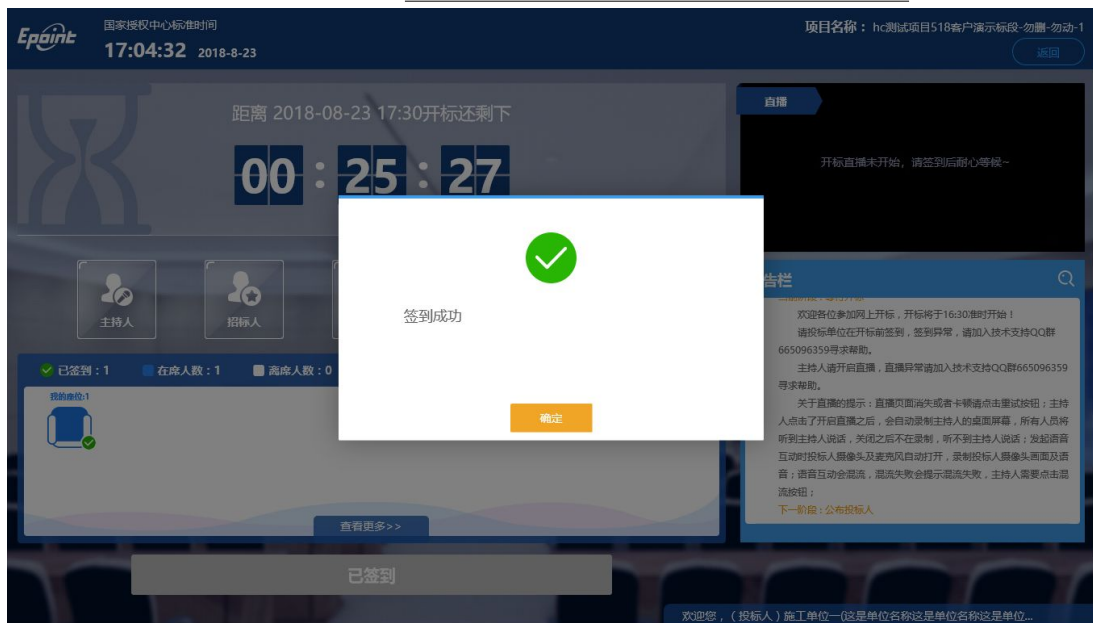 Epoint
国家授权中心标准时间
17:04:32 2018-8-23
项目名称：hc测试项目518客户演示标段-勿删-勿动-1
返回
距离 2018-08-23 17:30开标还剩下
00 : 25 : 27
直播
开标直播未开始，请签到后耐心等候~
主持人
招标人
签到成功
确定
告栏
欢迎各位参加网上开标，开标将于16:30准时开始！
请投标单位在开标前签到，签到异常，请加入技术支持QQ群
665096359寻求帮助。
主持人请开启直播，直播异常请加入技术支持QQ群665096359
寻求帮助。
关于直播的提示：直播页面消失或者卡顿请点击重试按钮；主持
人点击了开启直播之后，会自动录制主持人的桌面屏幕，所有人员将
听到主持人说话，关闭之后不在录制，听不到主持人说话；发起语音
互动时投标人摄像头及麦克风自动打开，录制投标人摄像头画面及语
音；语音互动会混流，混流失败会提示混流失败，主持人需要点击混
流按钮；
下一阶段：公布投标人
已签到：1 在席人数：1 离席人数：0
我的座位:1
查看更多>>
已签到
欢迎您，（投标人）施工单位一(这是单位名称这是单位名称这是单位...